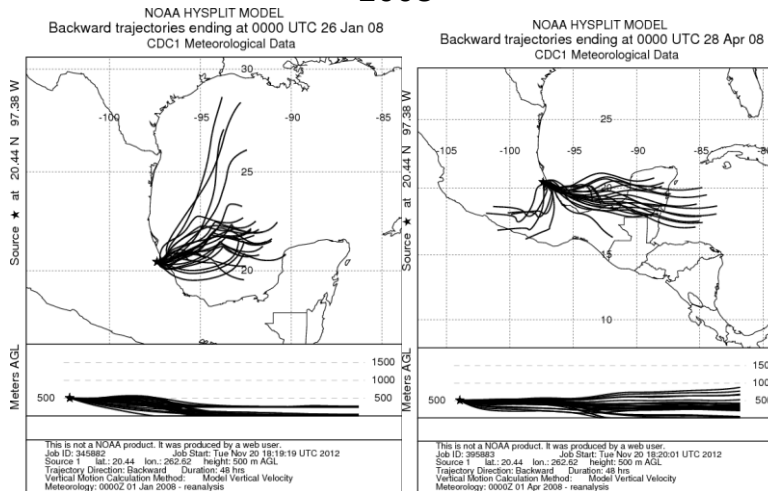 2008
NOAA HYSPLIT MODEL
Backward trajectories ending at 0000 UTC 26 Jan 08
CDC1 Meteorological Data
Source ★ at 20.44 N 97.38 W
30
-100
-95
-90
-85
25
20
Meters AGL
500
1500
1000
500
This is not a NOAA product. It was produced by a web user.
Job ID: 345882 Job Start: Tue Nov 20 18:19:19 UTC 2012
Source 1 lat.: 20.44 lon.: 262.62 height: 500 m AGL
Trajectory Direction: Backward Duration: 48 hrs
Vertical Motion Calculation Method: Model Vertical Velocity
Meteorology: 0000Z 01 Jan 2008 - reanalysis
NOAA HYSPLIT MODEL
Backward trajectories ending at 0000 UTC 28 Apr 08
CDC1 Meteorological Data
Source ★ at 20.44 N 97.38 W
25
-105
-100
-95
-90
-85
-80
20
15
10
Meters AGL
500
150
100
500
This is not a NOAA product. It was produced by a web user.
Job ID: 395883 Job Start: Tue Nov 20 18:20:01 UTC 2012
Source 1 lat.: 20.44 lon.: 262.62 height: 500 m AGL
Trajectory Direction: Backward Duration: 48 hrs
Vertical Motion Calculation Method: Model Vertical Velocity
Meteorology: 0000Z 01 Apr 2008 - reanalysis